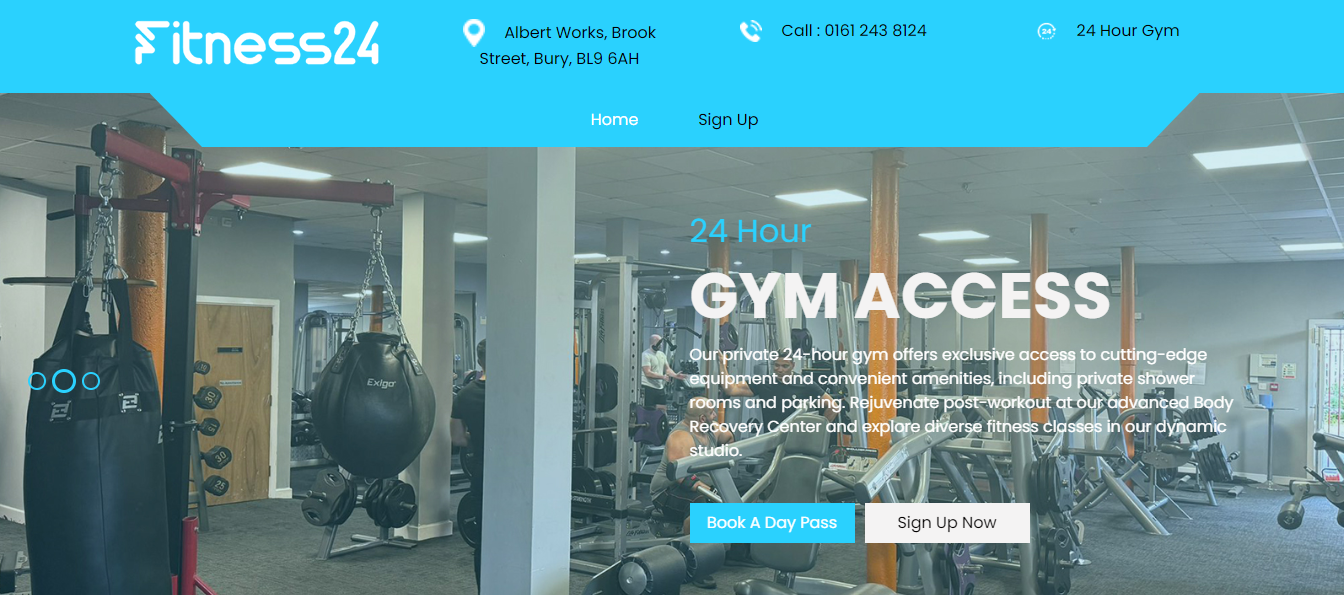 Fitness24
Albert Works, Brook
Street, Bury, BL9 6AH
Call : 0161 243 8124
24
24 Hour Gym
Home
Sign Up
24 Hour
GYM ACCESS
Our private 24-hour gym offers exclusive access to cutting-edge
equipment and convenient amenities, including private shower
rooms and parking. Rejuvenate post-workout at our advanced Body
Recovery Center and explore diverse fitness classes in our dynamic
studio.
Exigo
30
30
25
Book A Day Pass
Sign Up Now